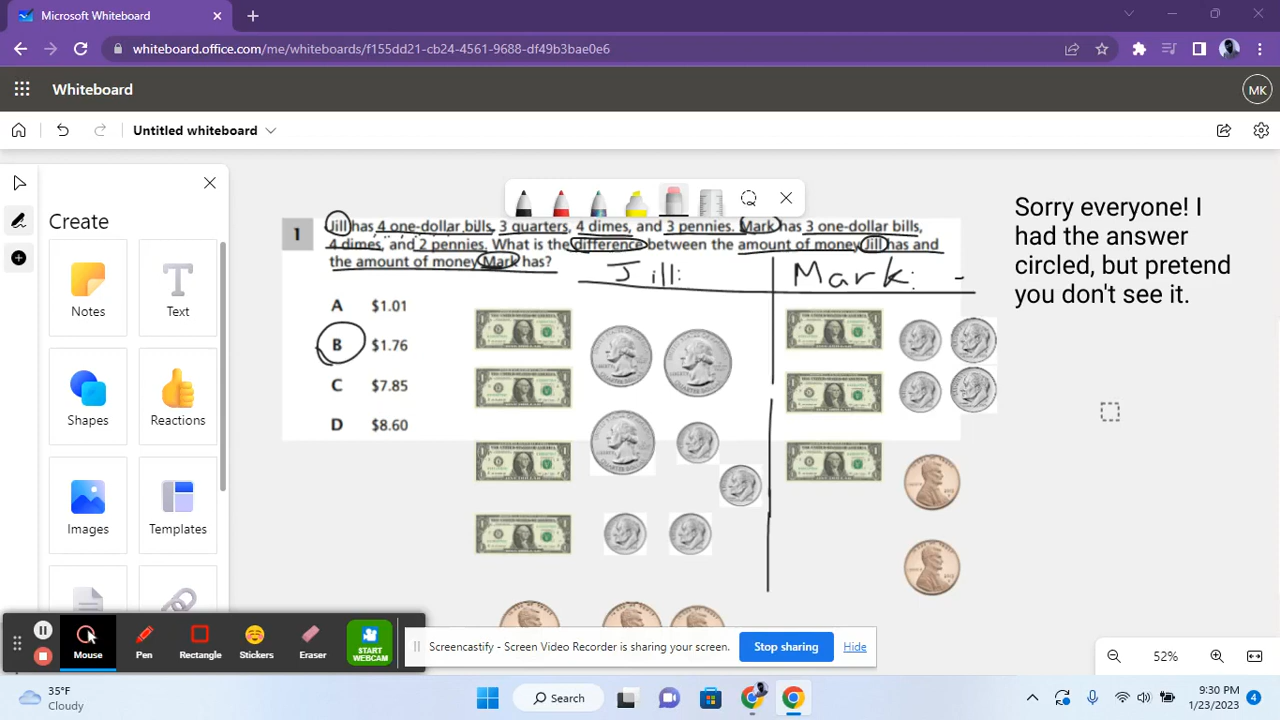 Microsoft Whiteboard
whiteboard.office.com/me/whiteboards/f155dd21-cb24-4561-9688-df49b3bae0e6
Whiteboard
MK
Untitled whiteboard
Create
Notes
Text
Shapes
Reactions
Images
Templates
Sorry everyone! I
had the answer
circled, but pretend
you don't see it.
1
Jill has 4 one-dollar bills, 3 quarters, 4 dimes, and 3 pennies. Mark has 3 one-dollar bills,
4 dimes, and 2 pennies. What is the difference between the amount of money Jill has and
the amount of money Mark has?
Jill:
Mark:
A $1.01
B $1.76
C $7.85
D $8.60
Mouse
Pen
Rectangle
Stickers
Eraser
START
WEBCAM
Screencastify - Screen Video Recorder is sharing your screen.
Stop sharing
Hide
52%
35°F
Cloudy
Search
9:30 PM
1/23/2023
4